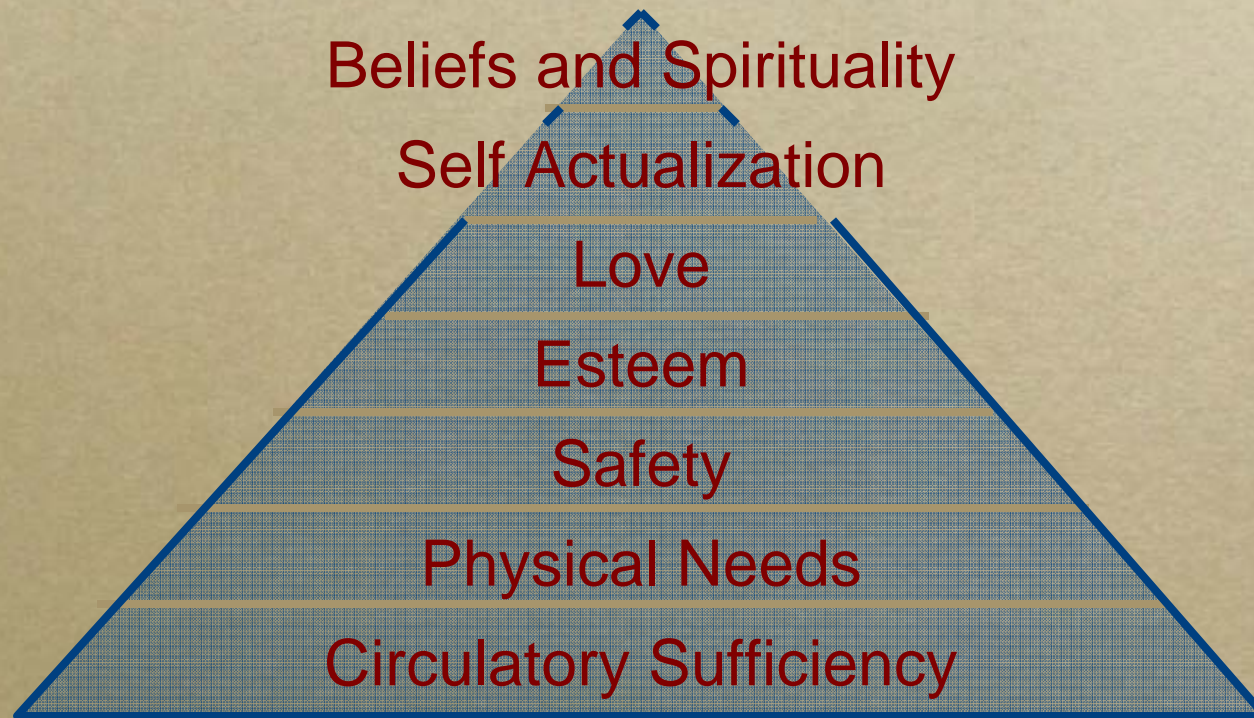 Beliefs and Spirituality
Self Actualization
Love
Esteem
Safety
Physical Needs
Circulatory Sufficiency